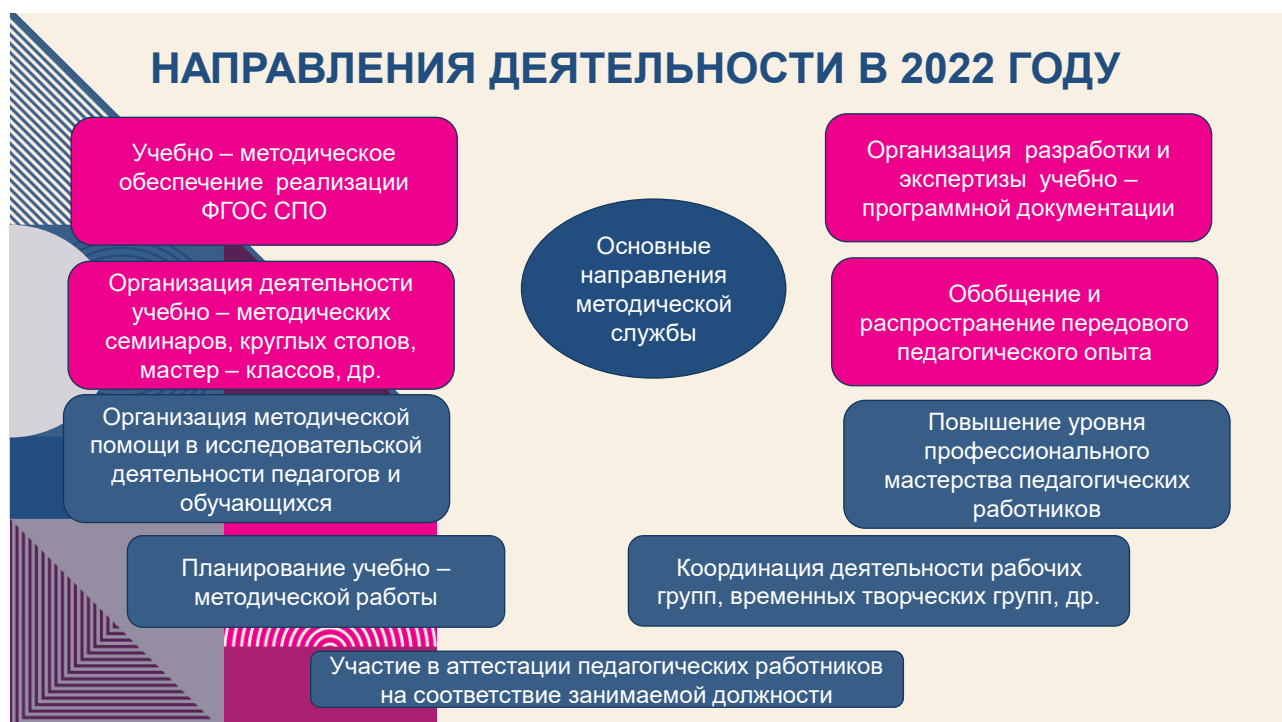 НАПРАВЛЕНИЯ ДЕЯТЕЛЬНОСТИ В 2022 ГОДУ
Учебно – методическое
обеспечение реализации
ФГОС СПО
Организация разработки и
экспертизы учебно –
программной документации
Основные
направления
методической
службы
Организация деятельности
учебно – методических
семинаров, круглых столов,
мастер – классов, др.
Обобщение и
распространение передового
педагогического опыта
Организация методической
помощи в исследовательской
деятельности педагогов и
обучающихся
Повышение уровня
профессионального
мастерства педагогических
работников
Планирование учебно –
методической работы
Координация деятельности рабочих
групп, временных творческих групп, др.
Участие в аттестации педагогических работников
на соответствие занимаемой должности